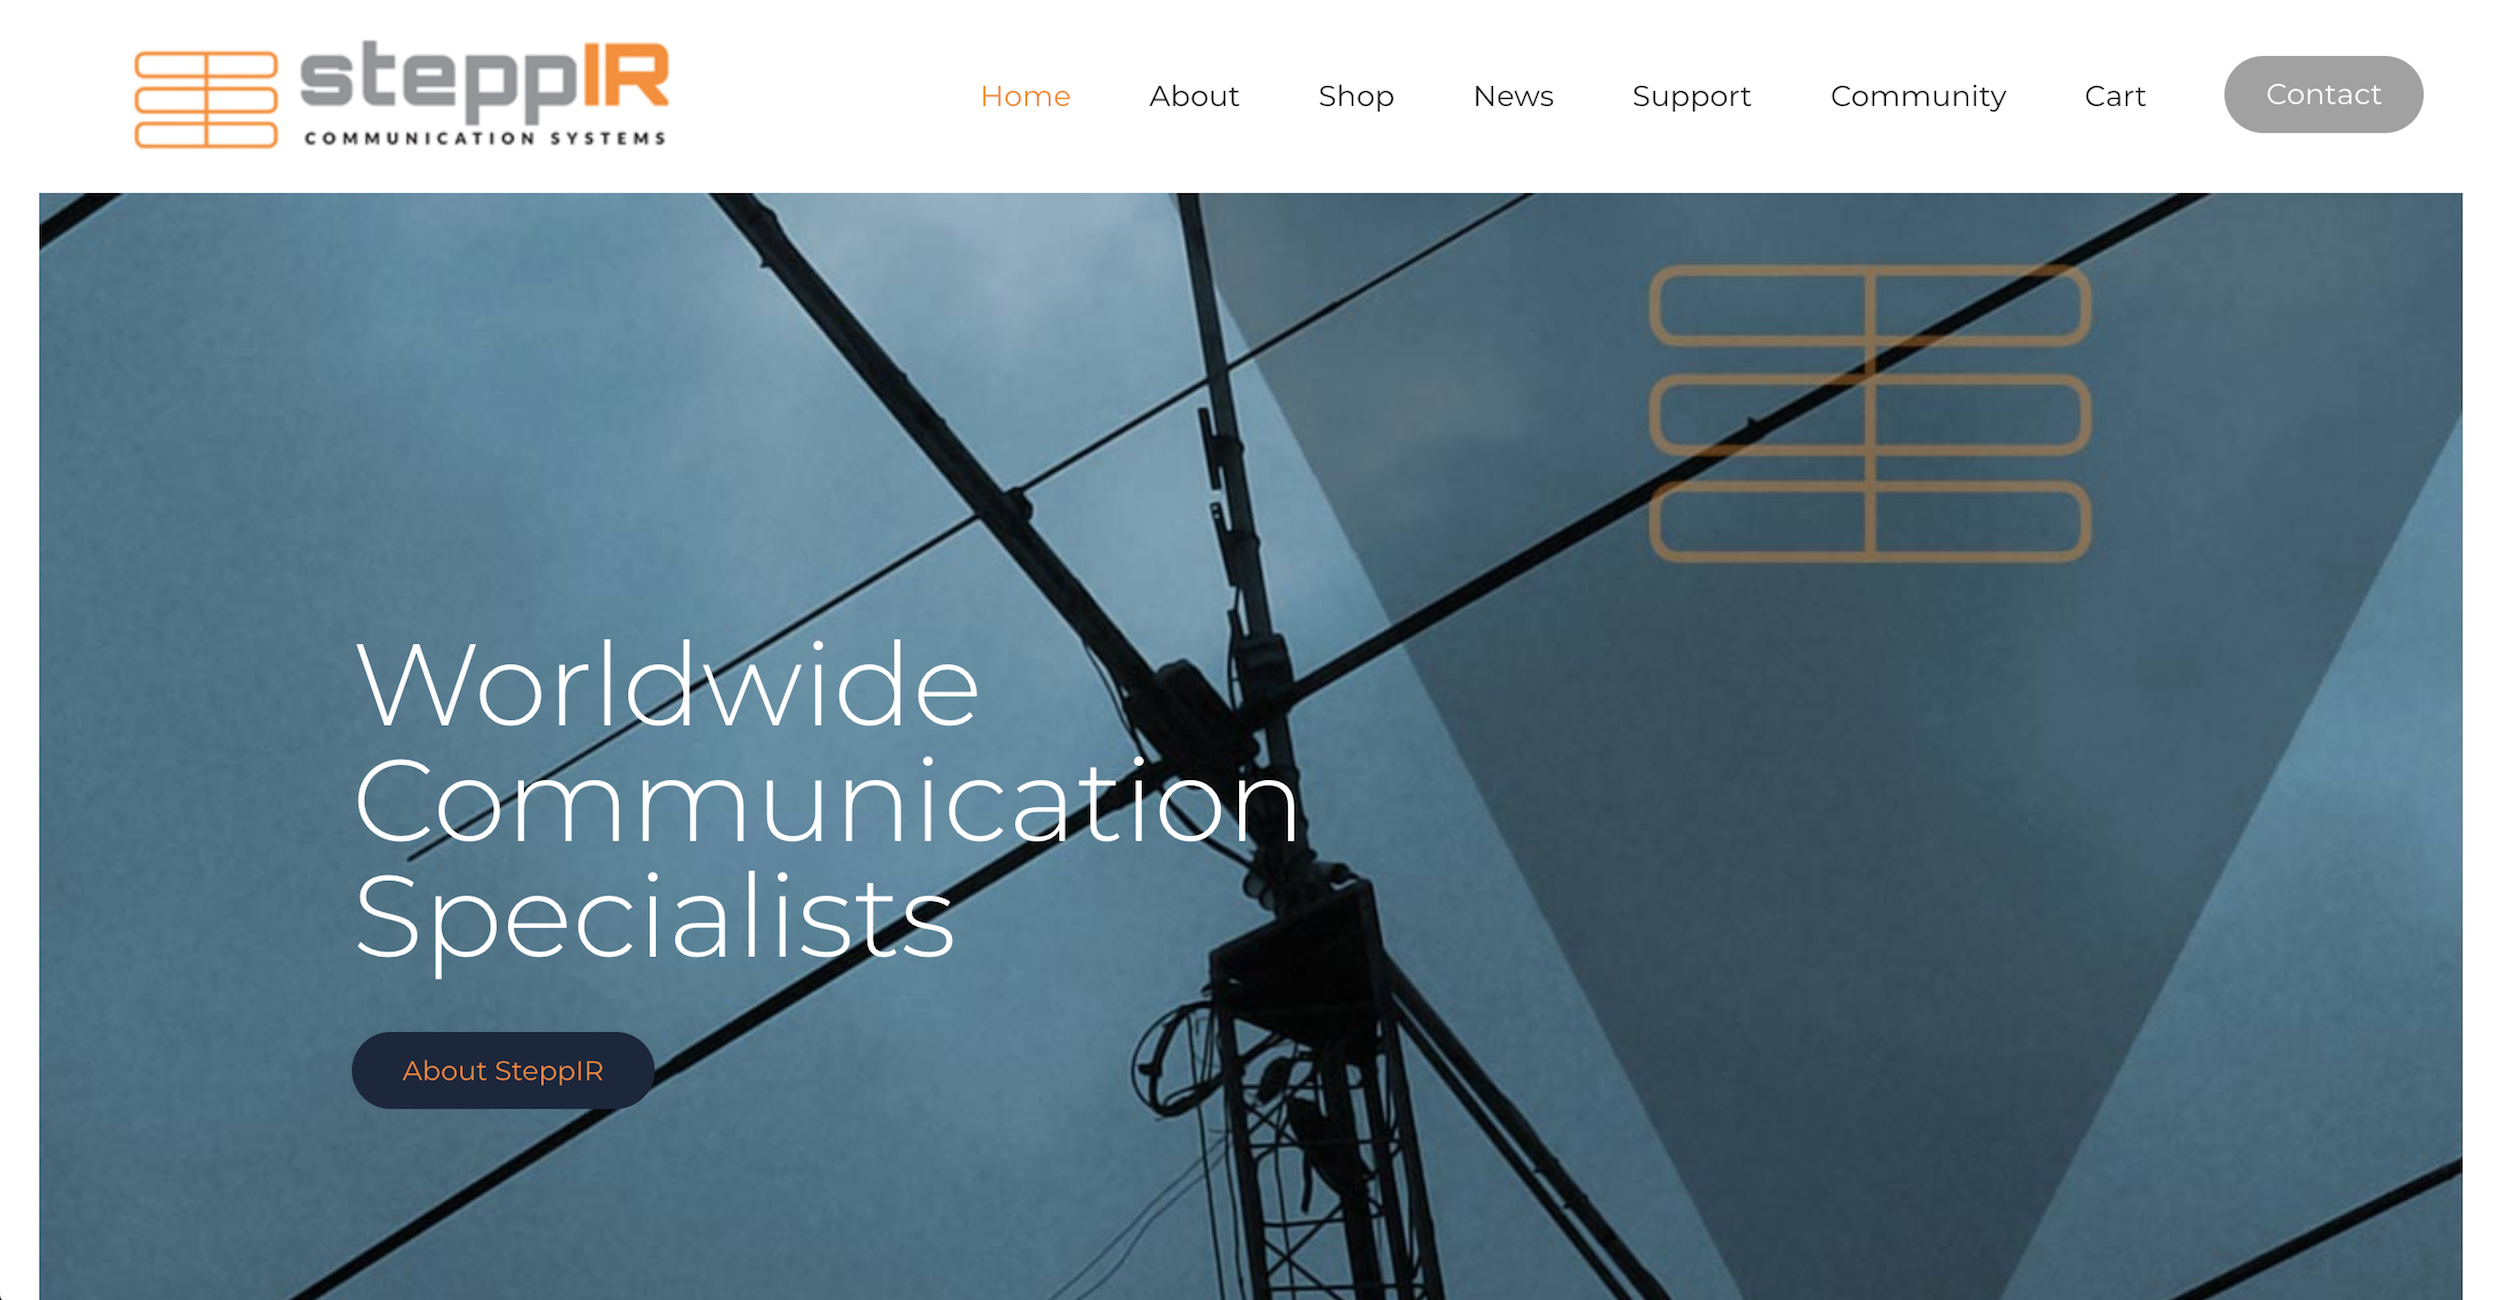 steppIR
COMMUNICATION SYSTEMS
Home About Shop News Support Community Cart Contact
Worldwide
Communication
Specialists
About SteppIR